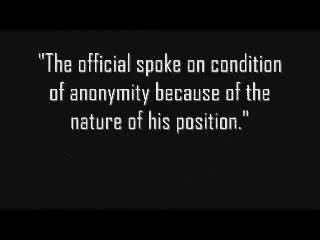 "The official spoke on condition
of anonymity because of the
nature of his position."